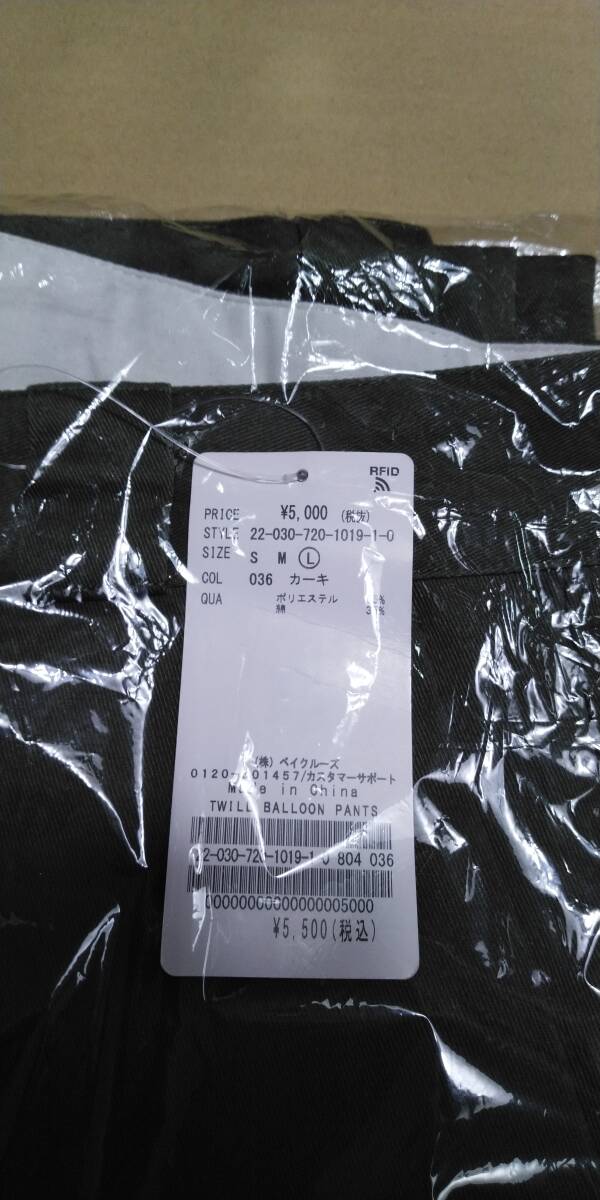 RFID
PRICE ¥5,000 (税抜)
STYLE 22-030-720-1019-1-0
SIZE S M L
COL 036 カーキ
QUA ポリエステル
綿
(株) ベイクルーズ
0120-201457/カスタマーサポート
Made in China
TWILL BALLOON PANTS
22-030-720-1019-1-0 804 036
¥5,500(税込)